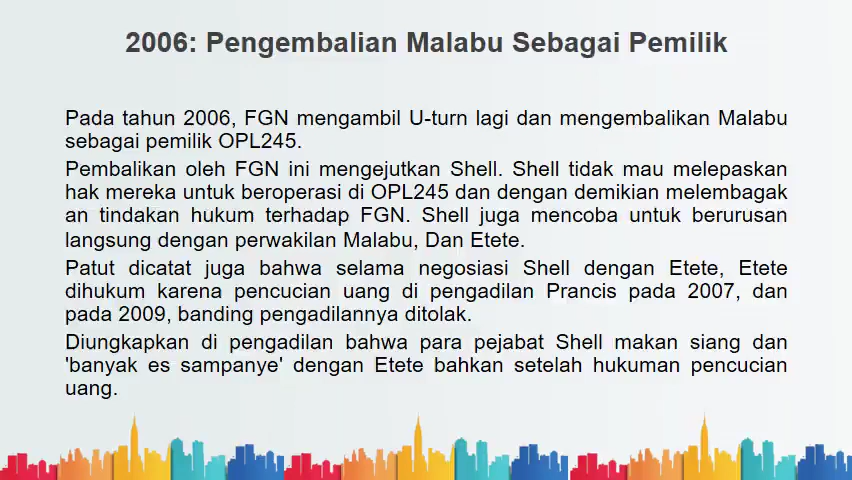 2006: Pengembalian Malabu Sebagai Pemilik
Pada tahun 2006, FGN mengambil U-turn lagi dan mengembalikan Malabu
sebagai pemilik OPL245.
Pembalikan oleh FGN ini mengejutkan Shell. Shell tidak mau melepaskan
hak mereka untuk beroperasi di OPL245 dan dengan demikian melembagak
an tindakan hukum terhadap FGN. Shell juga mencoba untuk berurusan
langsung dengan perwakilan Malabu, Dan Etete.
Patut dicatat juga bahwa selama negosiasi Shell dengan Etete, Etete
dihukum karena pencucian uang di pengadilan Prancis pada 2007, dan
pada 2009, banding pengadilannya ditolak.
Diungkapkan di pengadilan bahwa para pejabat Shell makan siang dan
'banyak es sampanye' dengan Etete bahkan setelah hukuman pencucian
uang.